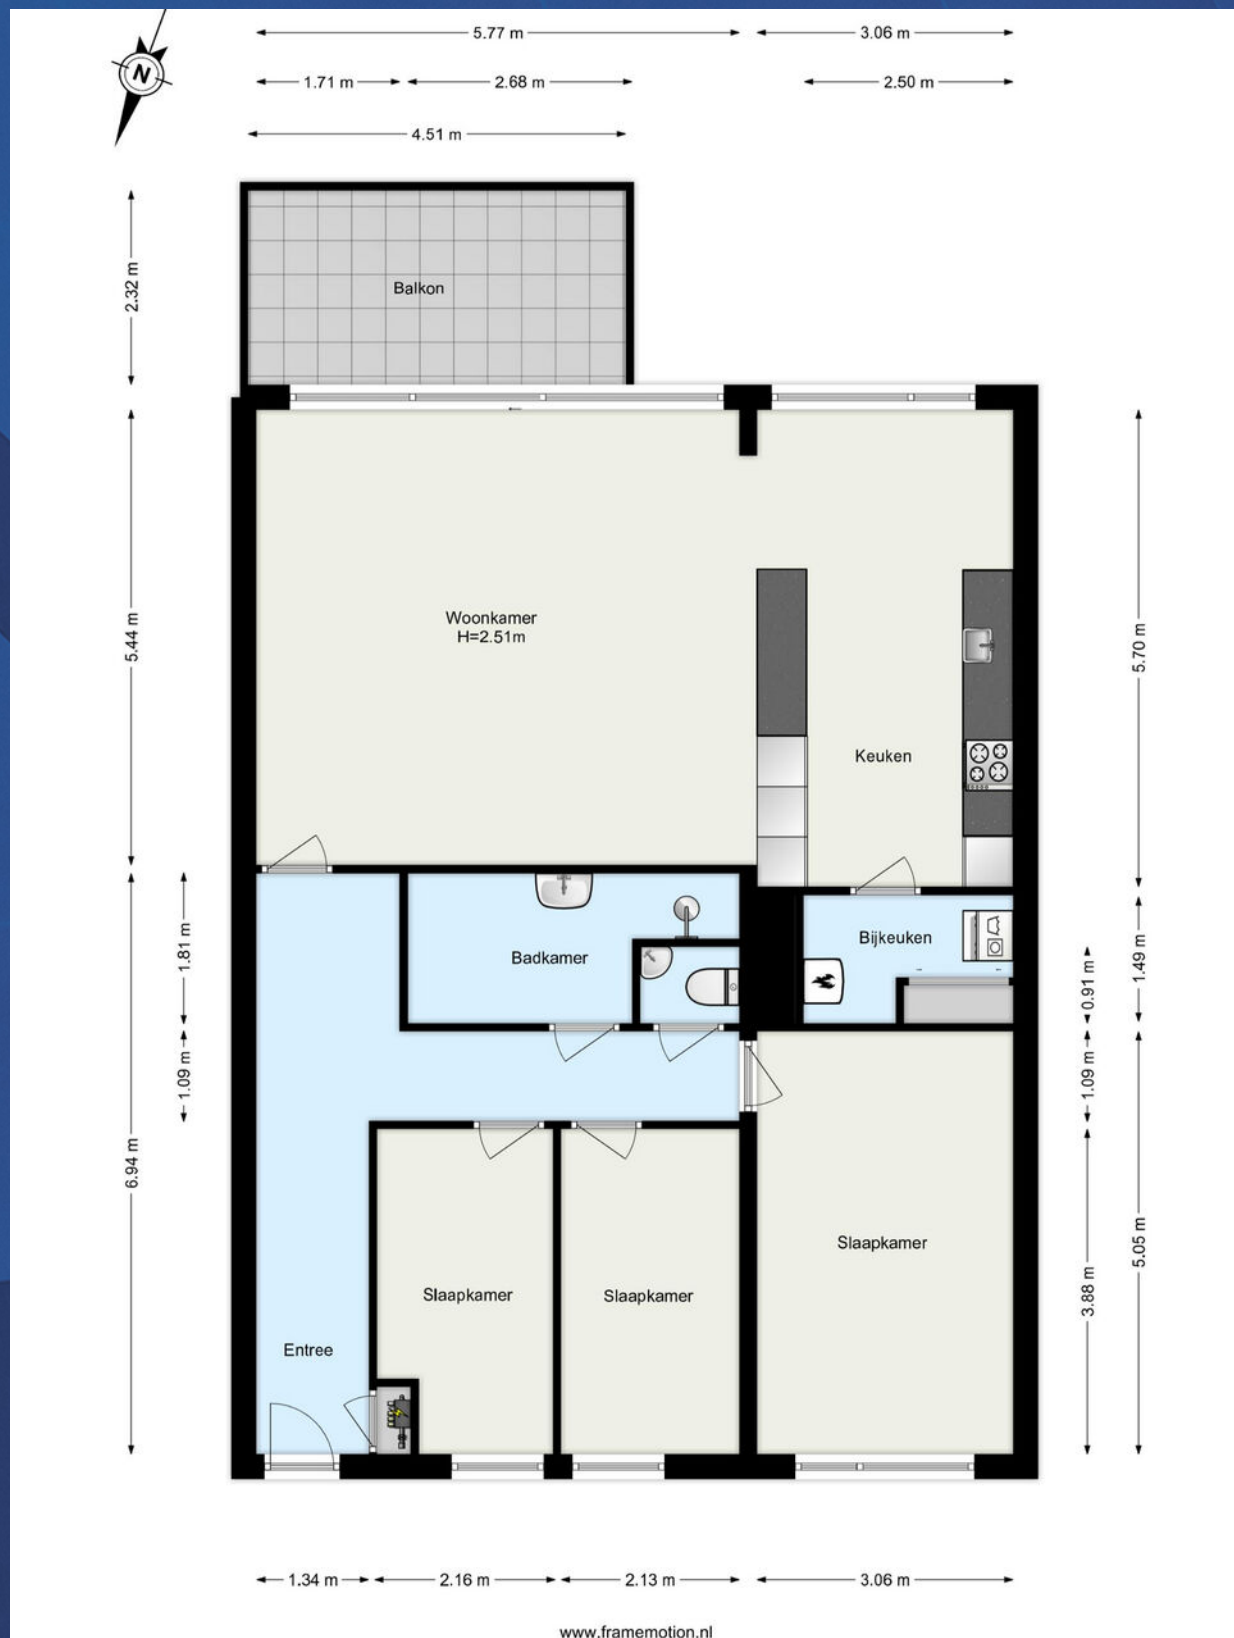 5.77 m
3.06 m
1.71 m
2.68 m
2.50 m
4.51 m
N
2.32 m
Balkon
5.44 m
Woonkamer
H=2.51m
5.70 m
Keuken
1.81 m
Badkamer
Bijkeuken
0.91 m
1.49 m
1.09 m
1.09 m
6.94 m
Slaapkamer
5.05 m
3.88 m
Slaapkamer
Slaapkamer
Entree
1.34 m
2.16 m
2.13 m
3.06 m
www.framemotion.nl